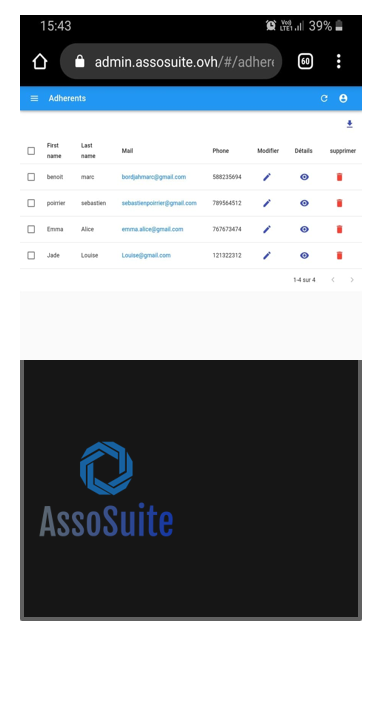 15:43 Voi) LTE1 39%
admin.assosuite.ovh/#/adhere 60
Adherents
First name Last name Mail Phone Modifier Détails supprimer
benoit marc bordjahmarc@gmail.com 588235694
poirrier sebastien sebastienpoirrier@gmail.com 789564512
Emma Alice emma.alice@gmail.com 767673474
Jade Louise Louise@gmail.com 121322312
1-4 sur 4
AssoSuite